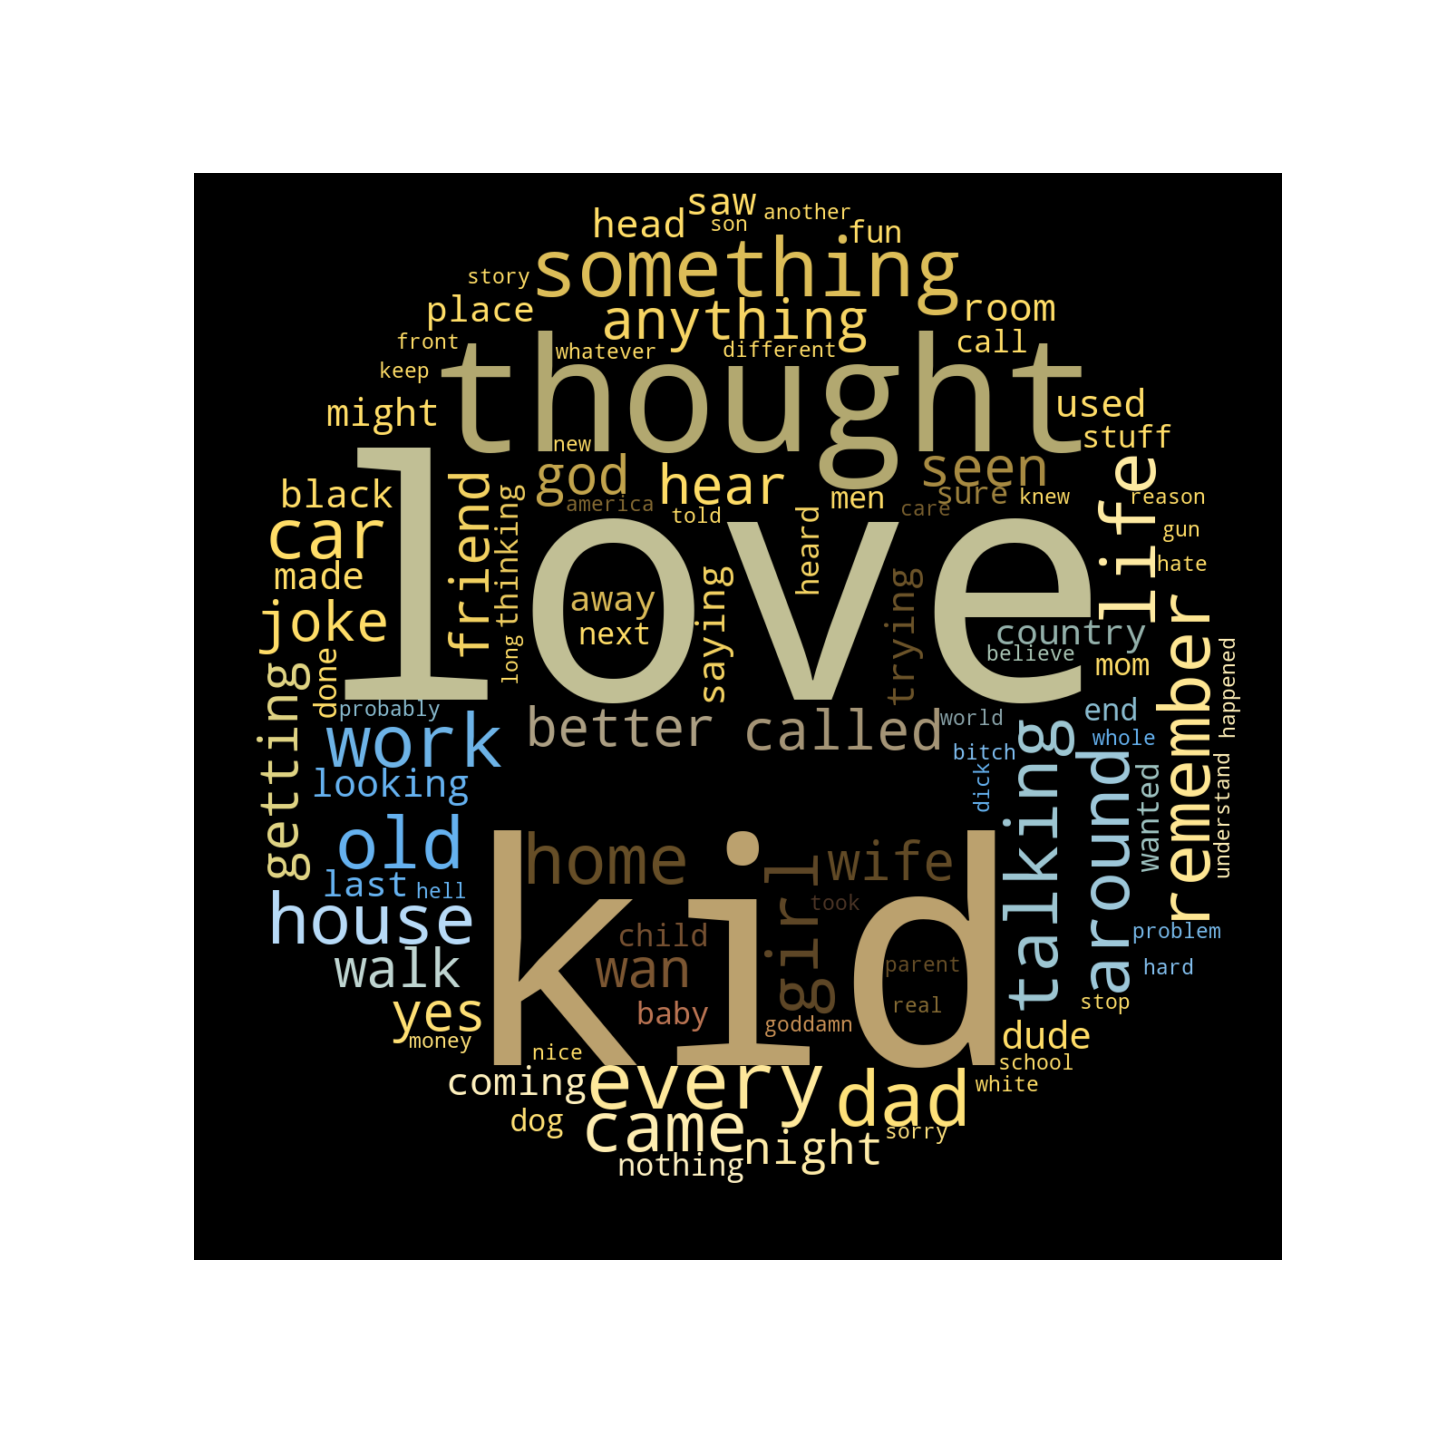 saw
another
head
son
fun
something
story
place
anything
room
front
whatever
different
call
keep
thought
might
used
new
stuff
love
god
hear
seen
life
black
friend
thinking
america
men
care
sure
knew
reason
car
told
heard
gun
made
hate
joke
away
next
saying
trying
country
remember
believe
long
mom
done
happened
getting
probably
work
better
called
world
end
talking
around
whole
looking
bitch
dick
wanted
understand
old
last
hell
kid
home
girl
wife
house
took
child
problem
walk
wan
parent
hard
yes
baby
goddamn
real
stop
money
nice
dude
school
coming
every
dad
white
dog
came
night
sorry
nothing